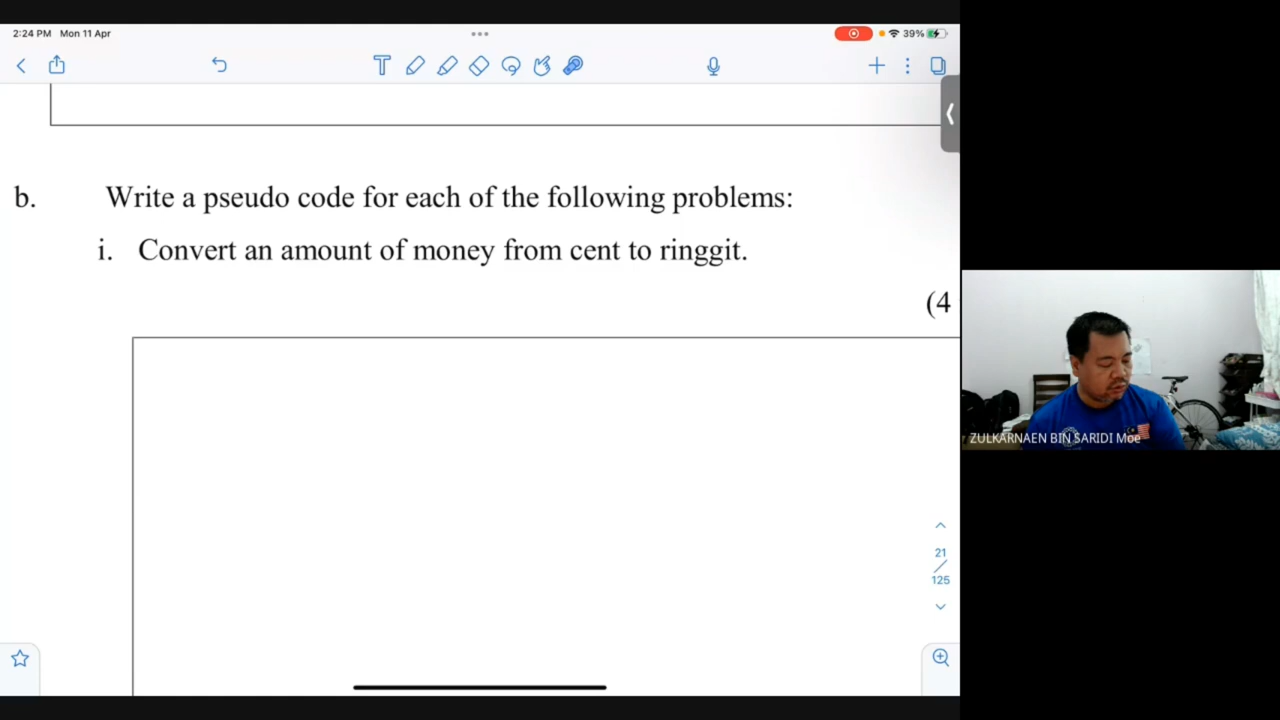 2:24 PM Mon 11 Apr
39%
b. Write a pseudo code for each of the following problems:
i. Convert an amount of money from cent to ringgit.
(4
21
125
ZULKARNAEN BIN SARIDI Moe